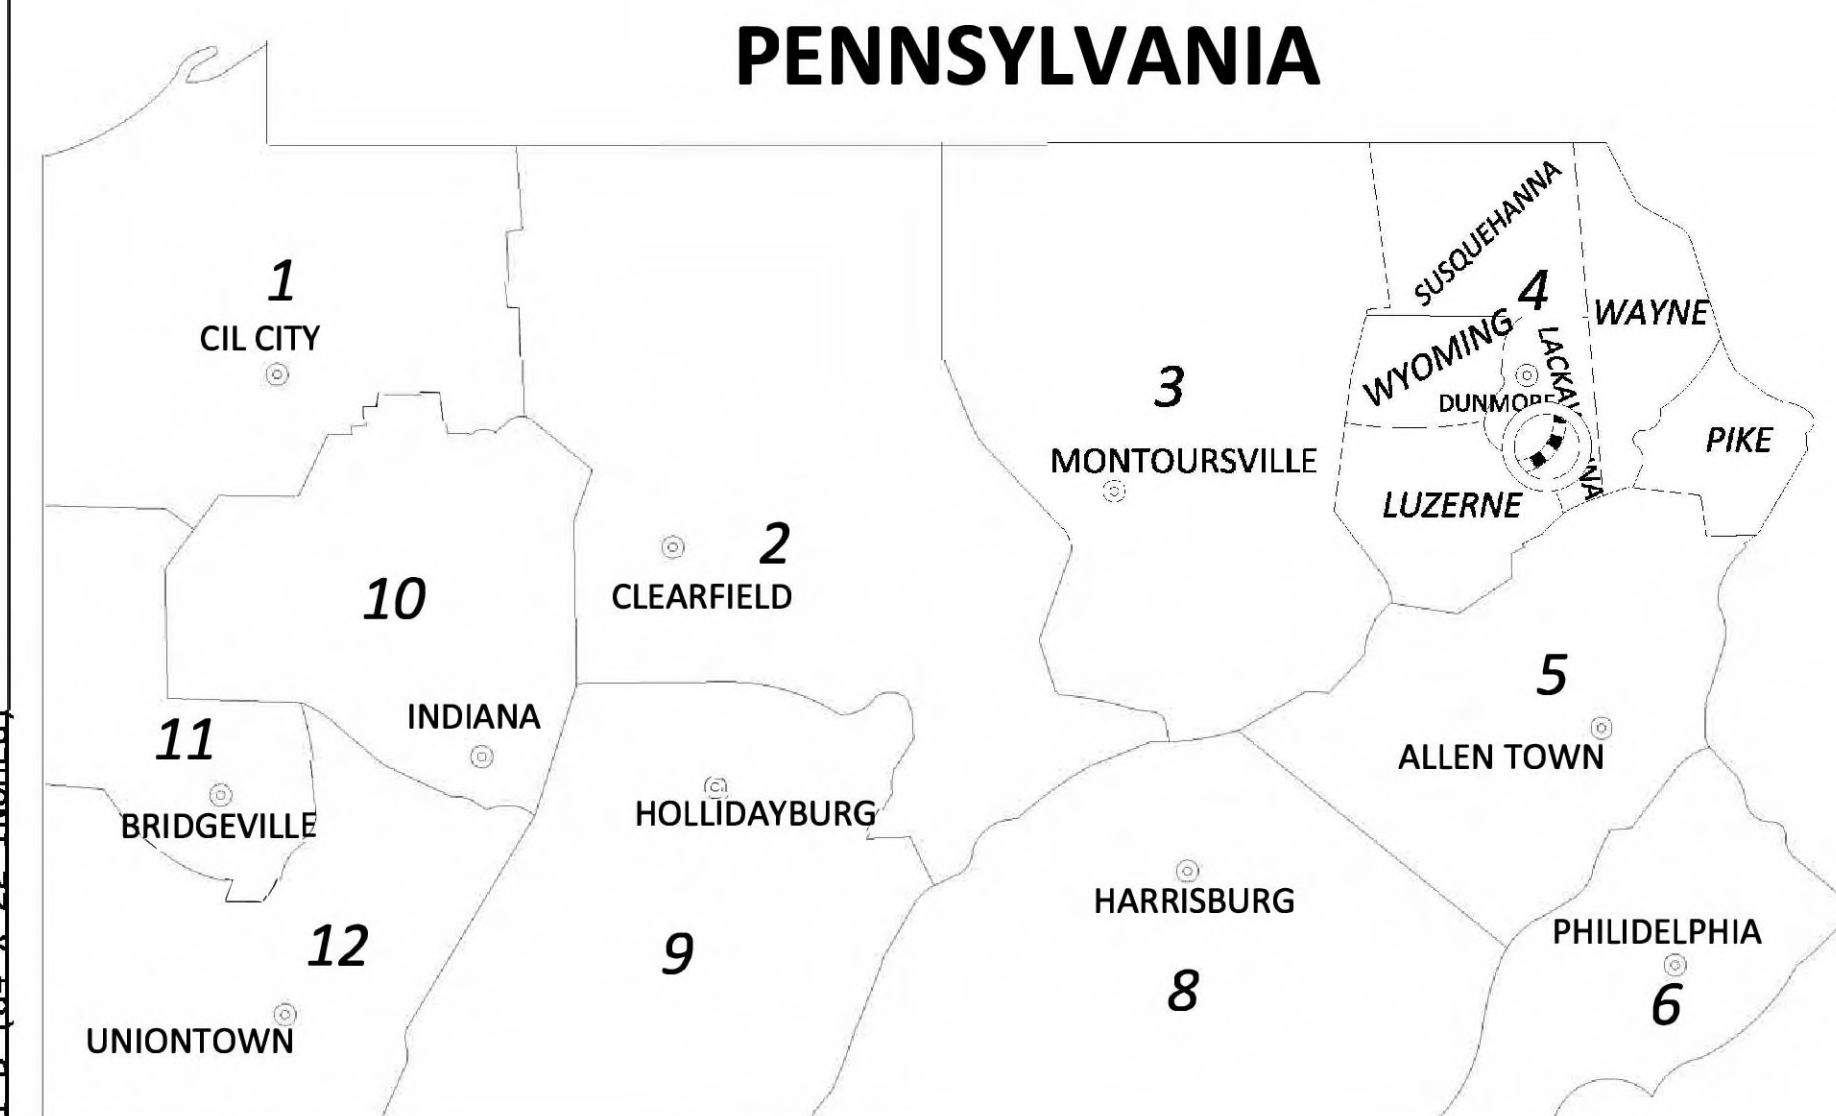 PENNSYLVANIA
SUSQUEHANNA
1
4
WAYNE
CIL CITY
WYOMING
3
DUNMORE
PIKE
MONTOURSVILLE
LUZERNE
2
10
CLEARFIELD
5
INDIANA
11
ALLEN TOWN
HOLLIDAYBURG
BRIDGEVILLE
HARRISBURG
PHILIDELPHIA
12
9
8
6
UNIONTOWN